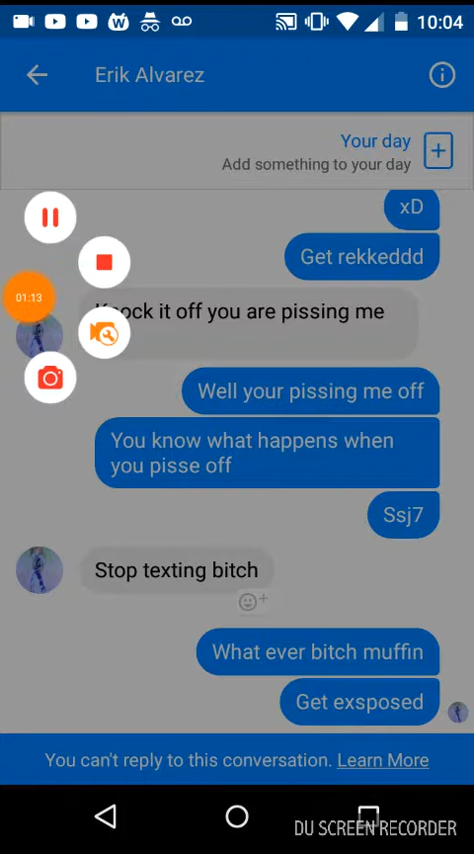 10:04
Erik Alvarez
Your day
Add something to your day
xD
Get rekkeddd
01:13
Knock it off you are pissing me
Well your pissing me off
You know what happens when
you pisse off
Ssj7
Stop texting bitch
What ever bitch muffin
Get exsposed
You can't reply to this conversation. Learn More
DU SCREEN RECORDER